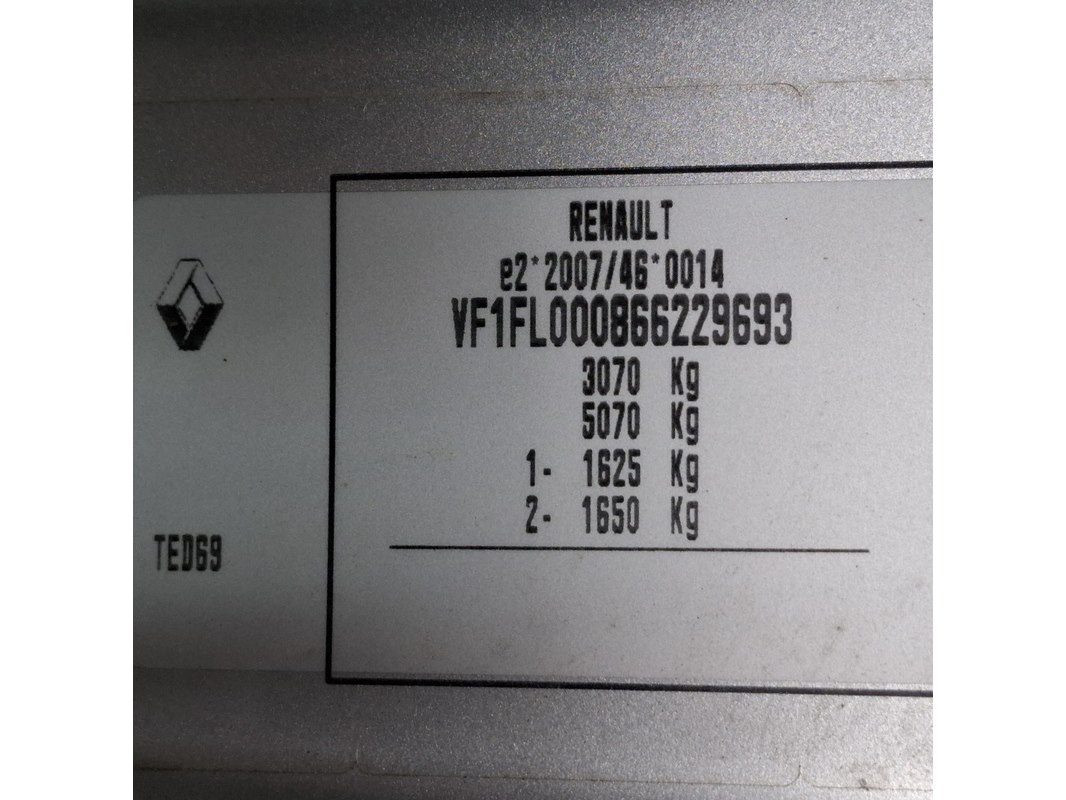 RENAULT
e2*2007/46*0014
VF1FL000866229693
3070 Kg
5070 Kg
1- 1625 Kg
2- 1650 Kg
TED69